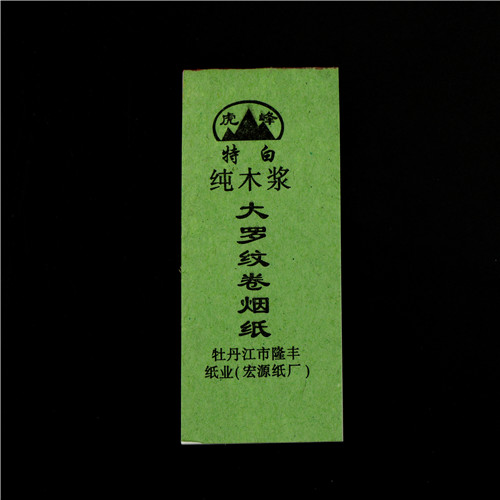 虎峰
特白
纯木浆
大罗纹卷烟纸
牡丹江市隆丰
纸业(宏源纸厂)